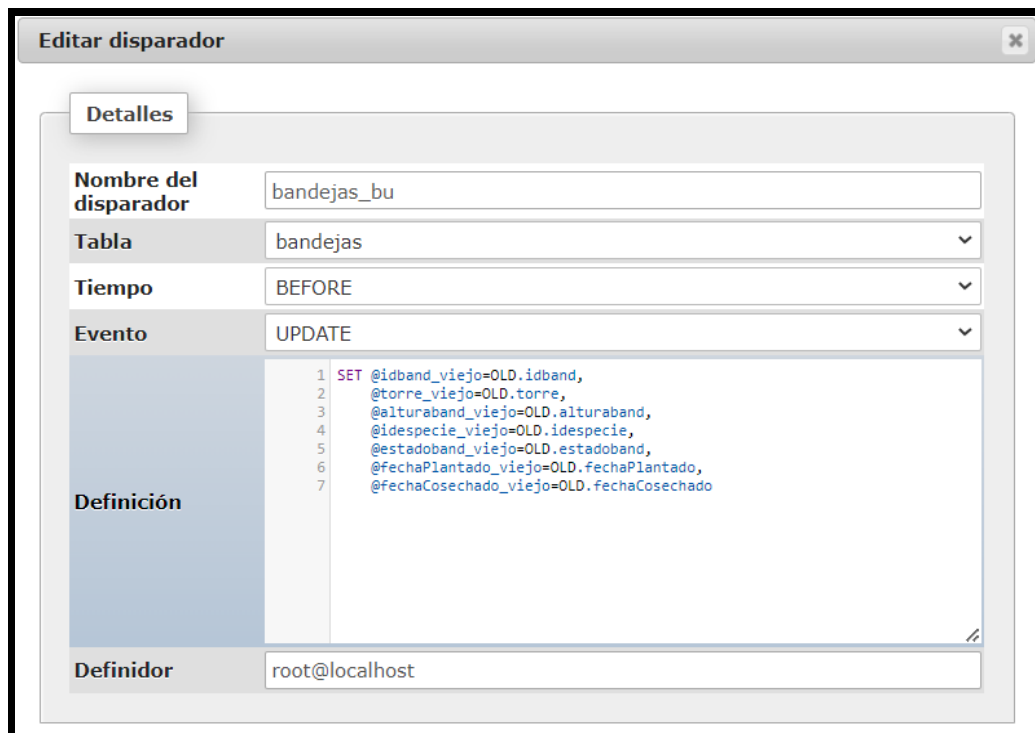 Editar disparador
Detalles
Nombre del
disparador
bandejas_bu
Tabla
bandejas
Tiempo
BEFORE
Evento
UPDATE
Definición
1 SET @idband_viejo=OLD.idband,
2 @torre_viejo=OLD.torre,
3 @alturaband_viejo=OLD.alturaband,
4 @idespecie_viejo=OLD.idespecie,
5 @estadoband_viejo=OLD.estadoband,
6 @fechaPlantado_viejo=OLD.fechaPlantado,
7 @fechaCosechado_viejo=OLD.fechaCosechado
Definidor
root@localhost